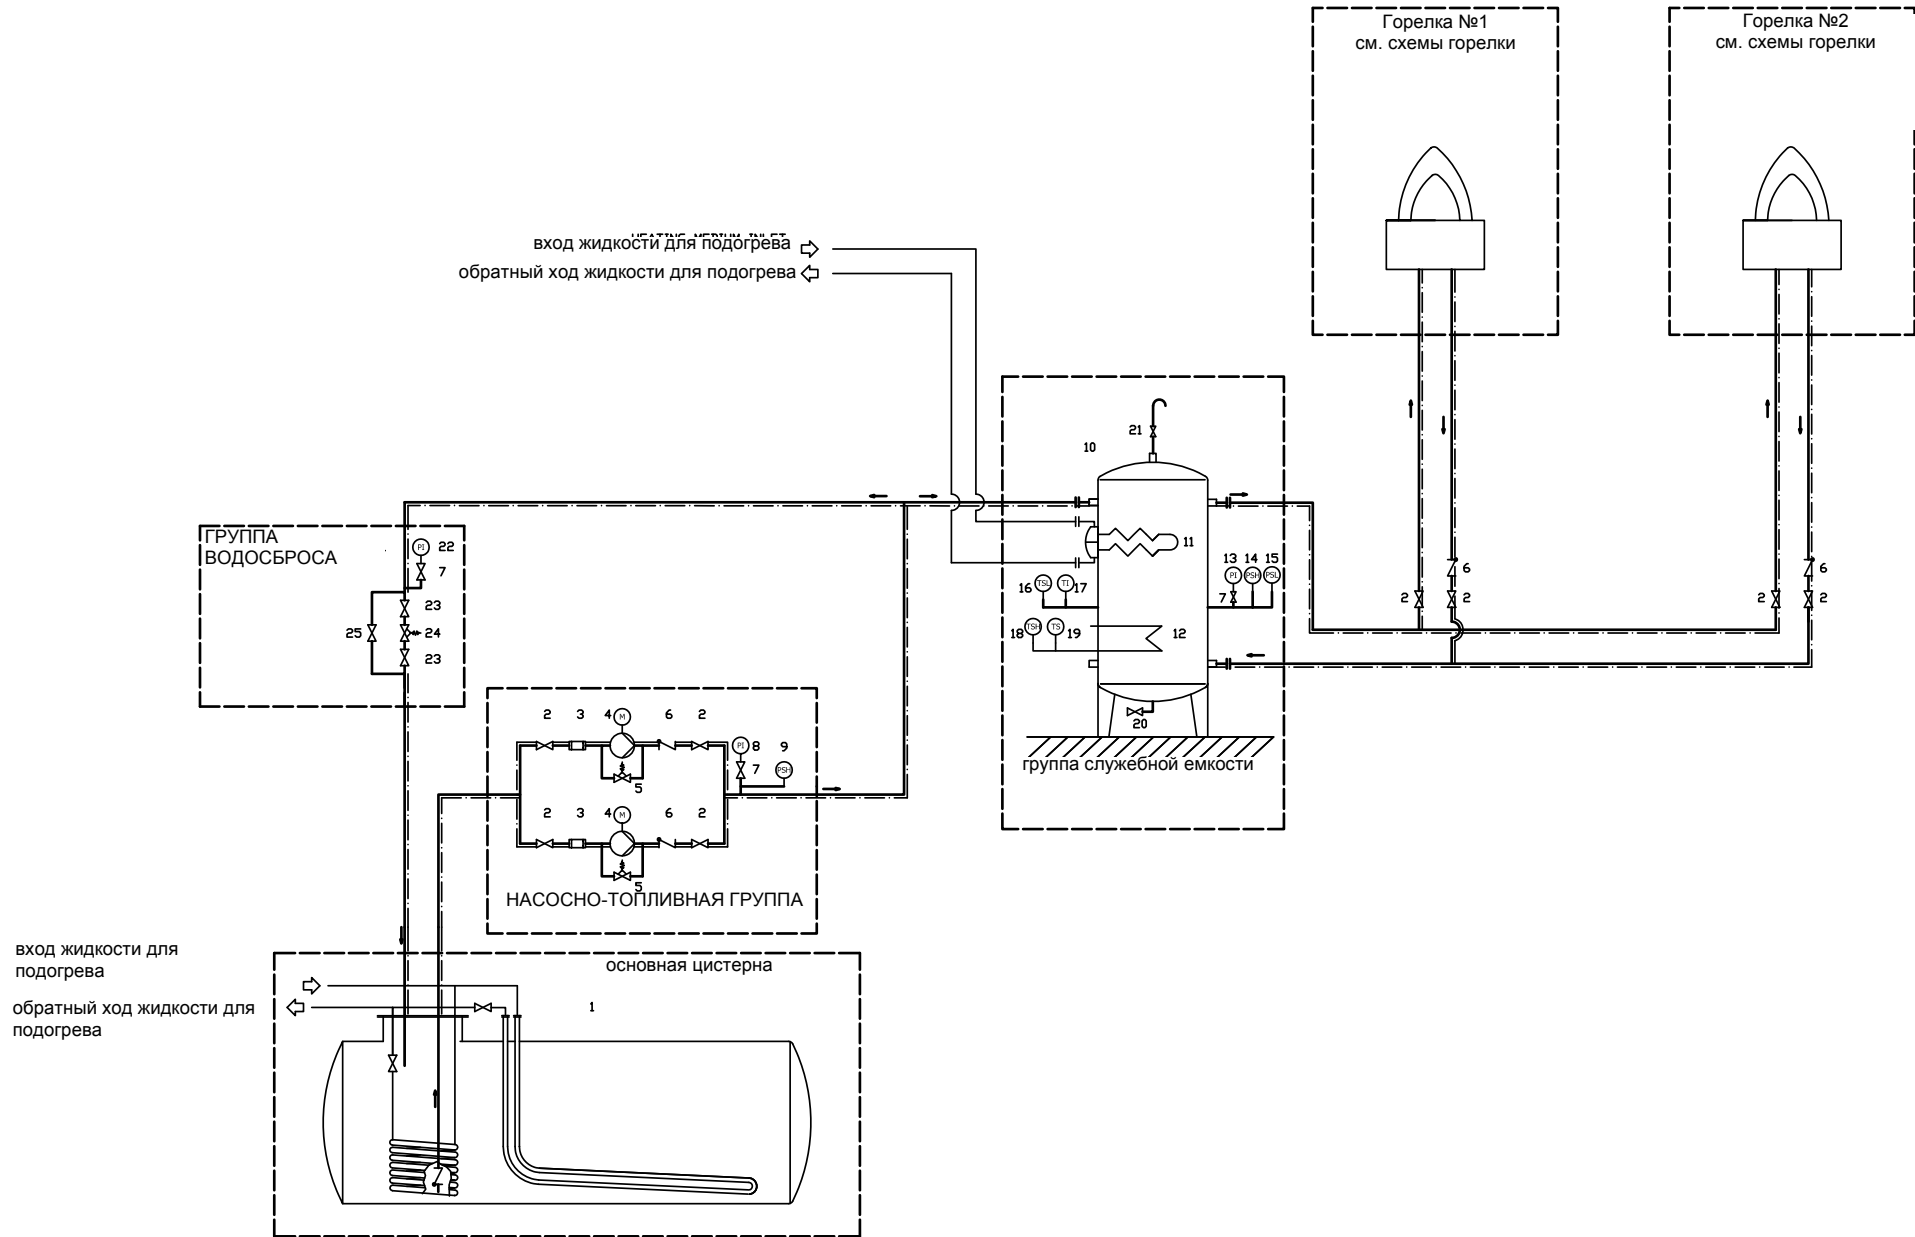 Горелка №1
см. схемы горелки
Горелка №2
см. схемы горелки
вход жидкости для подогрева
обратный ход жидкости для подогрева
21
10
ГРУППА
ВОДОСБРОСА
PI 22
7
11
13 14 15
PI PSH PSL
7
16 TSL TI 17
6
6
2 2
2 2
23
25 24
23
18 TSH TS 19
12
2 3 4 M 6 2
PI 8 9
7 PSH
5
20
группа служебной емкости
2 3 4 M 6 2
5
НАСОСНО-ТОПЛИВНАЯ ГРУППА
вход жидкости для
подогрева
основная цистерна
обратный ход жидкости для
подогрева
1